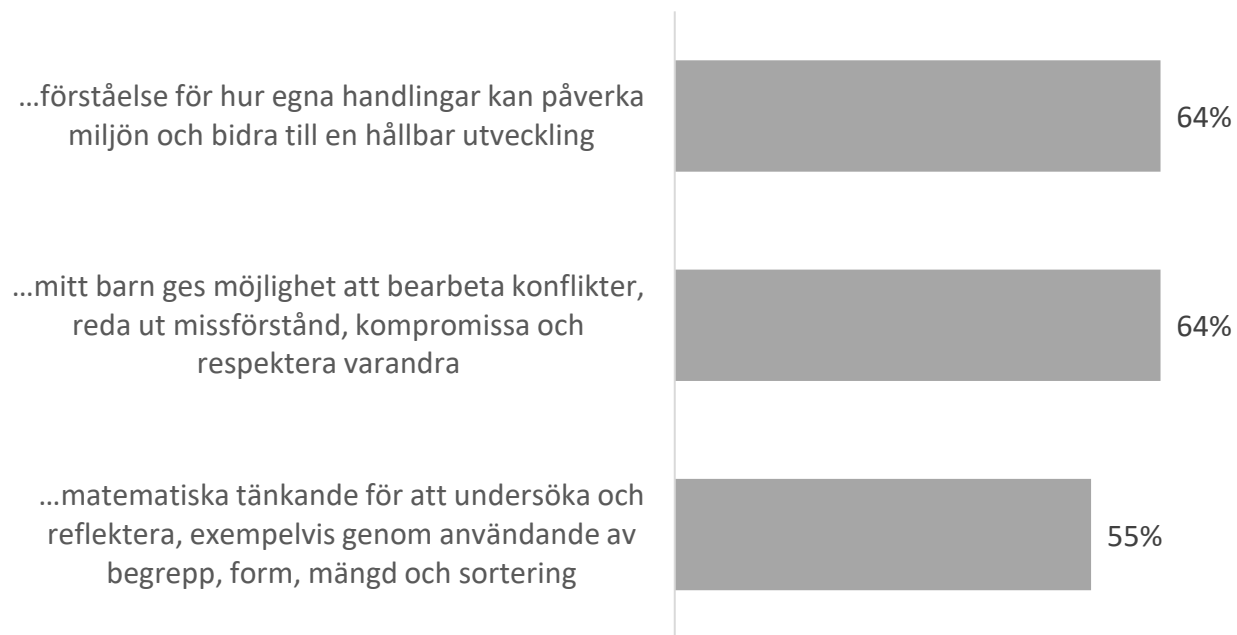 …förståelse för hur egna handlingar kan påverka
miljön och bidra till en hållbar utveckling
64%
…mitt barn ges möjlighet att bearbeta konflikter,
reda ut missförstånd, kompromissa och
respektera varandra
64%
…matematiska tänkande för att undersöka och
reflektera, exempelvis genom användande av
begrepp, form, mängd och sortering
55%